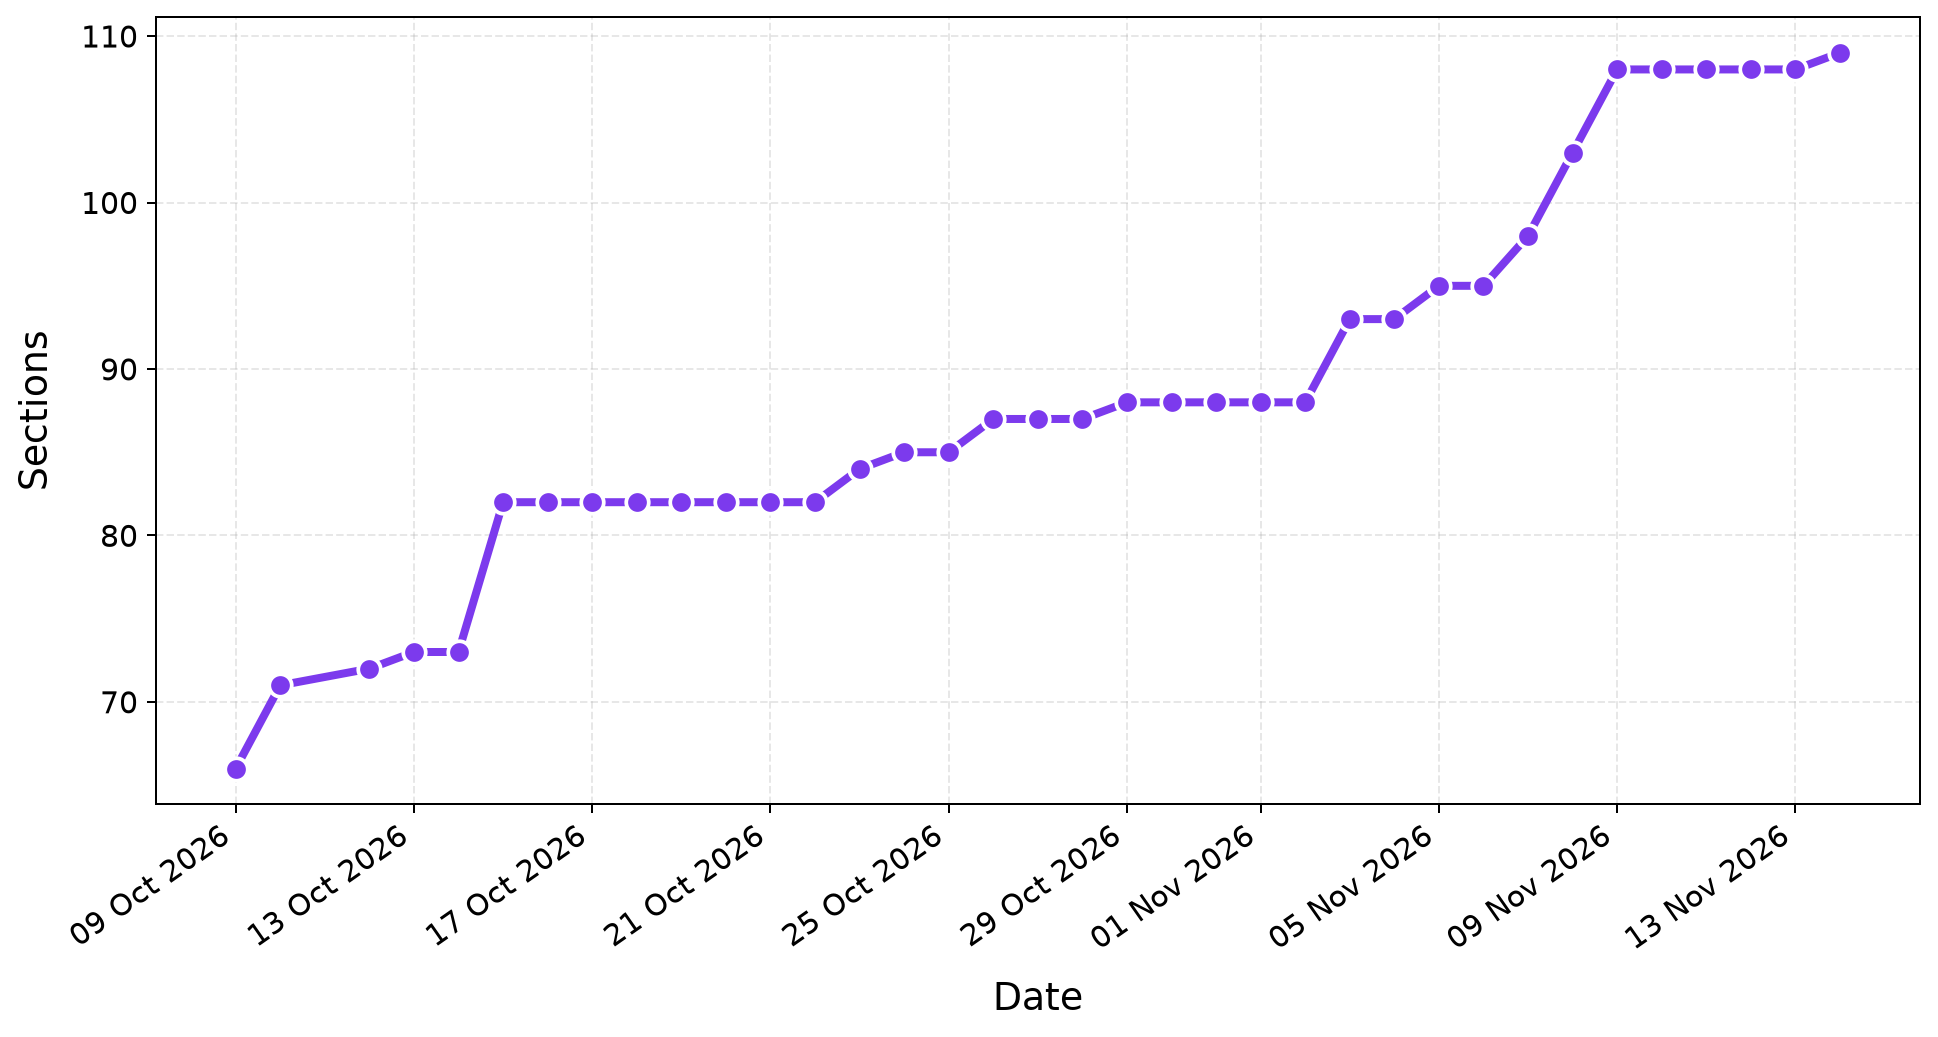 110
100
90
80
70
Sections
09 Oct 2026
13 Oct 2026
17 Oct 2026
21 Oct 2026
25 Oct 2026
29 Oct 2026
01 Nov 2026
05 Nov 2026
09 Nov 2026
13 Nov 2026
Date